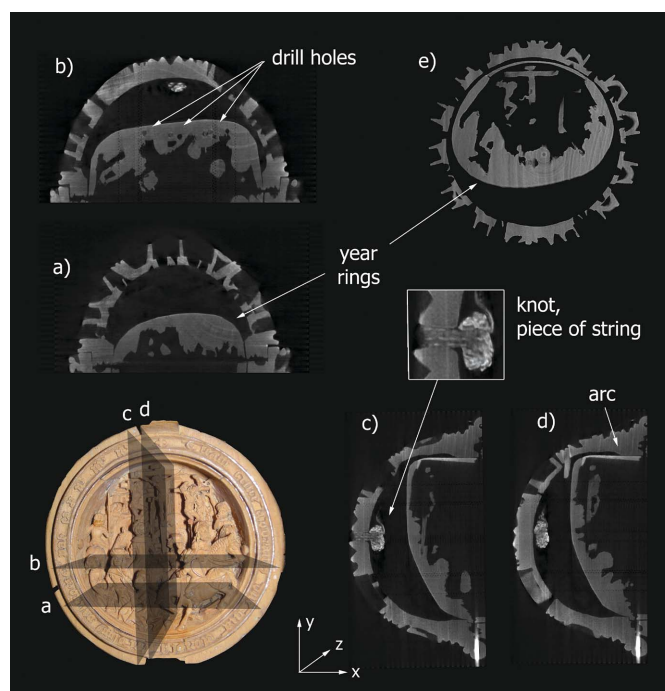 b)
drill holes
e)
a)
year
rings
knot,
piece of string
c d
c)
d)
arc
b
a
y
z
x